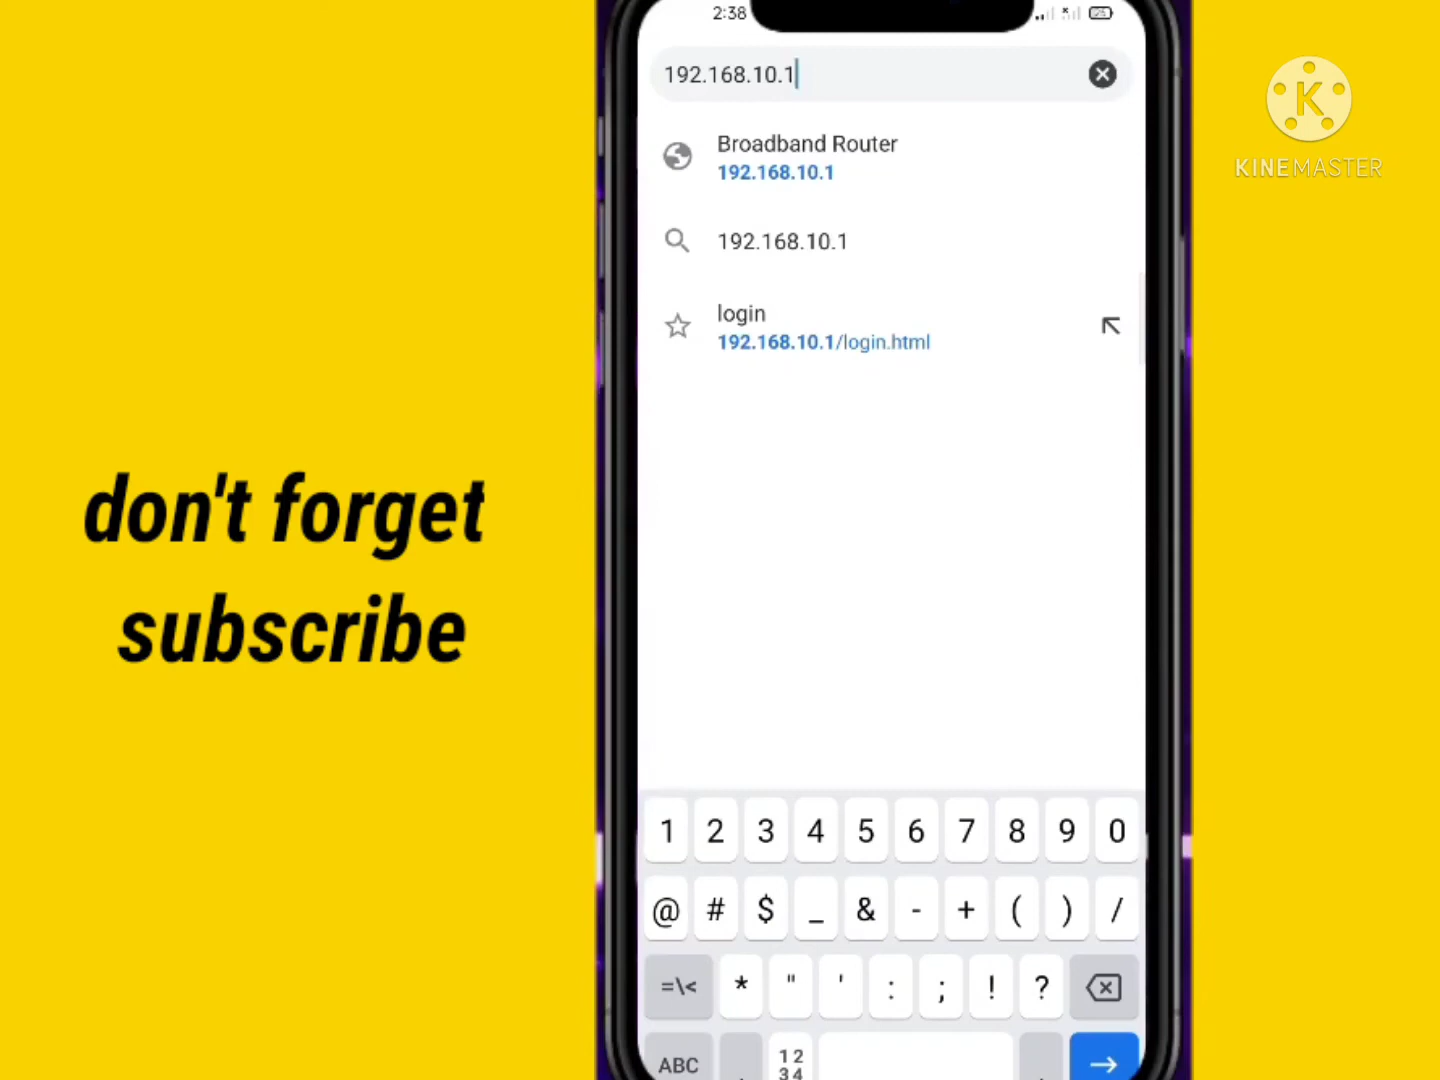 2:38
192.168.10.1
KINEMASTER
Broadband Router
192.168.10.1
192.168.10.1
login
192.168.10.1/login.html
don't forget
subscribe
1 2 3 4 5 6 7 8 9 0
@ # $ _ & - + ( ) /
=\< * " ' : ; ! ?
ABC , 12 .
34